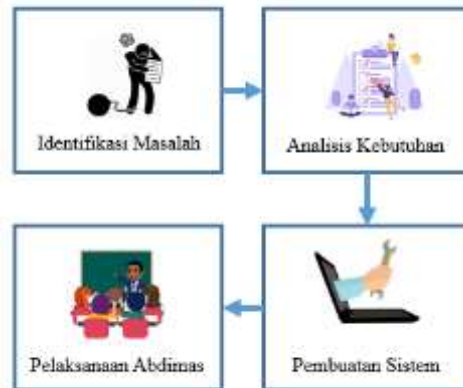 Identifikasi Masalah
Analisis Kebutuhan
Pembuatan Sistem
Pelaksanaan Abdimas